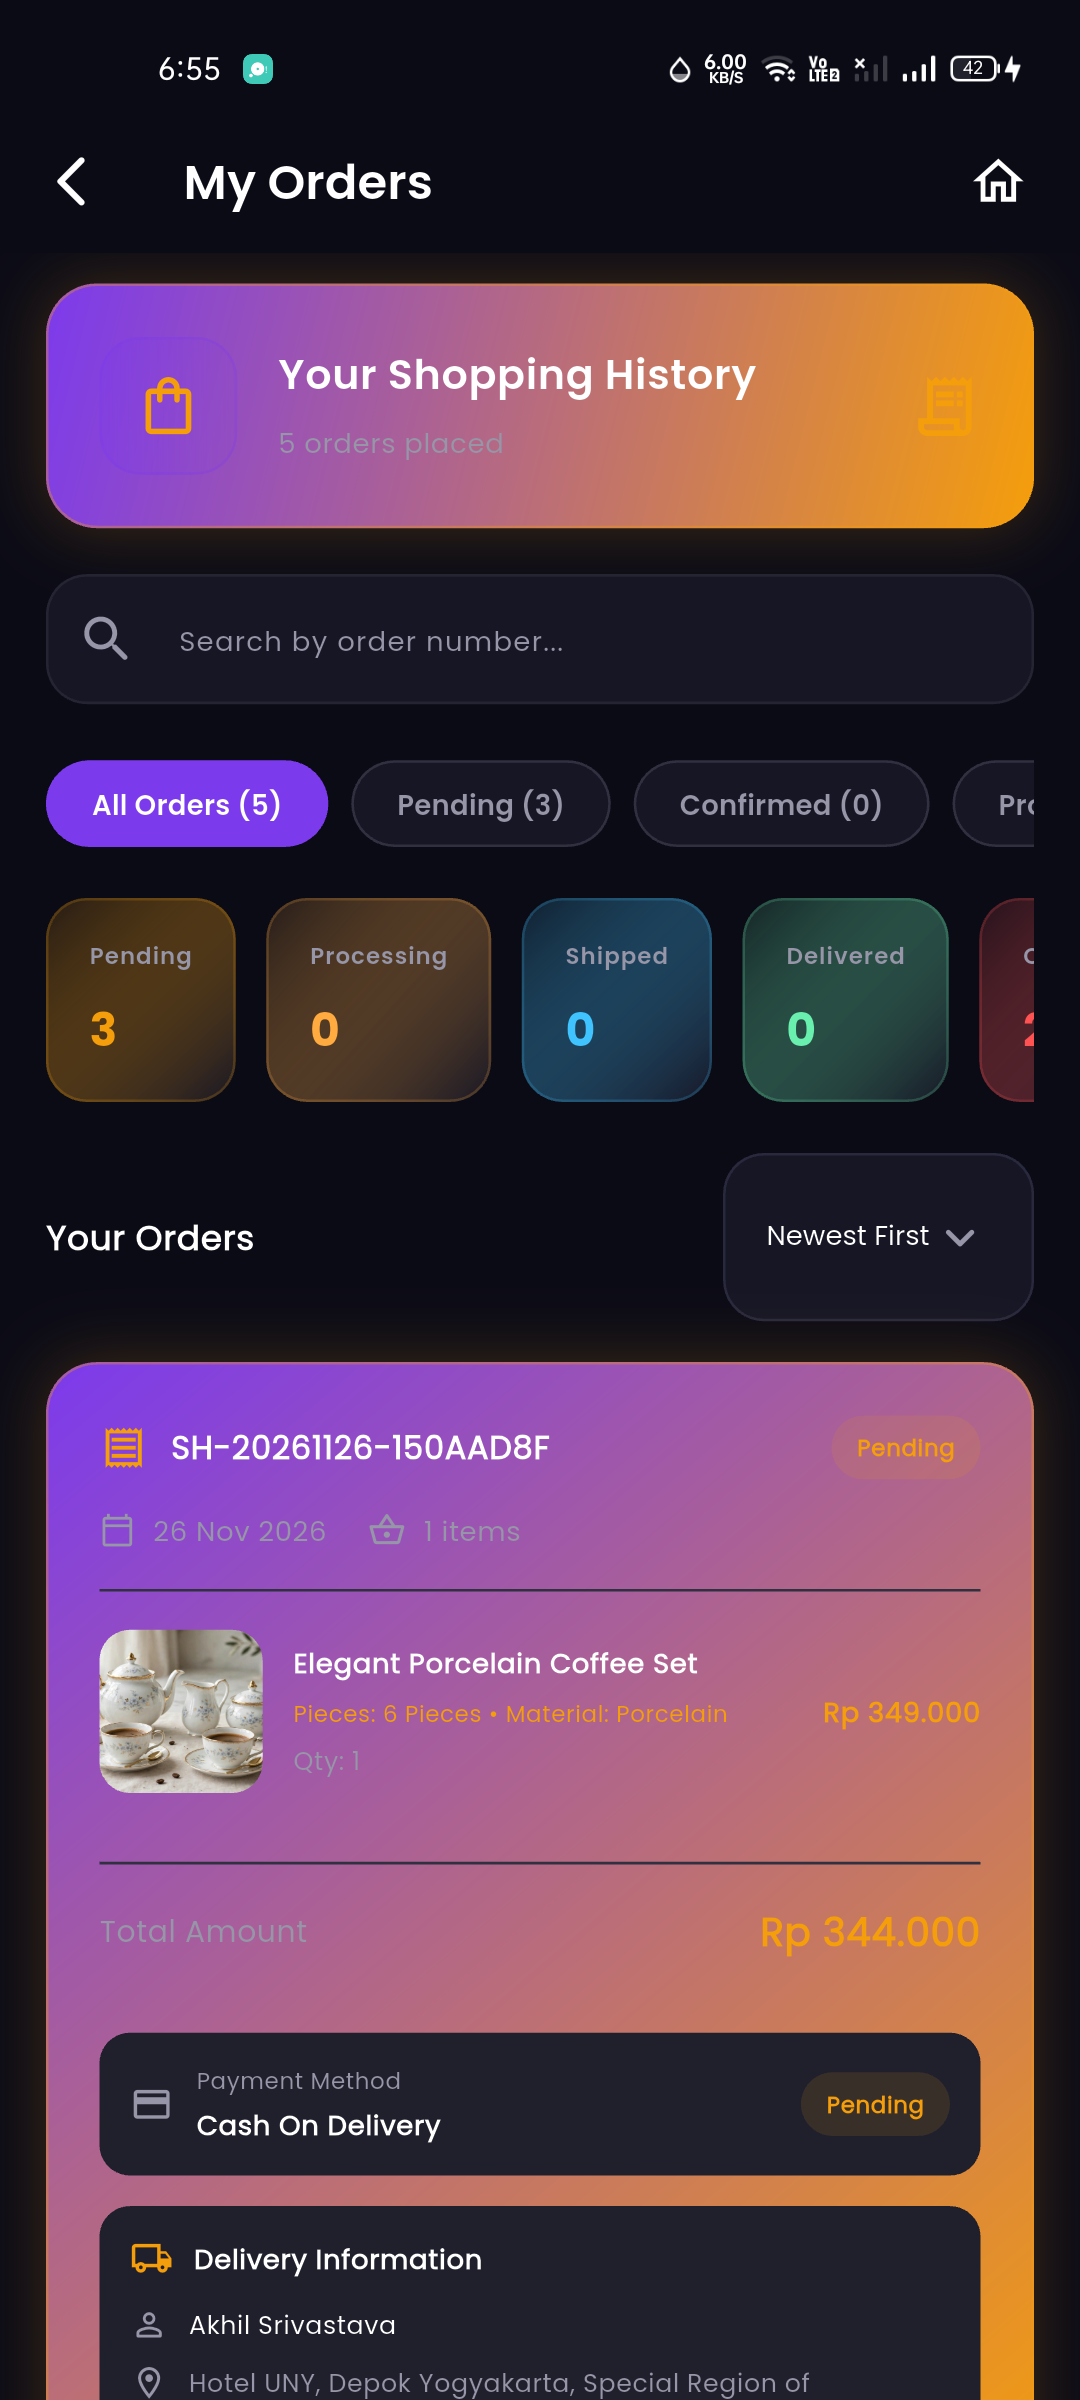 6:55
6.00
KB/S
Vo
LTE2
42
My Orders
Your Shopping History
5 orders placed
Search by order number...
All Orders (5)
Pending (3)
Confirmed (0)
Pending
3
Processing
0
Shipped
0
Delivered
0
Your Orders
Newest First
SH-20261126-150AAD8F
Pending
26 Nov 2026
1 items
Elegant Porcelain Coffee Set
Pieces: 6 Pieces • Material: Porcelain
Rp 349.000
Qty: 1
Total Amount
Rp 344.000
Payment Method
Cash On Delivery
Pending
Delivery Information
Akhil Srivastava
Hotel UNY, Depok Yogyakarta, Special Region of